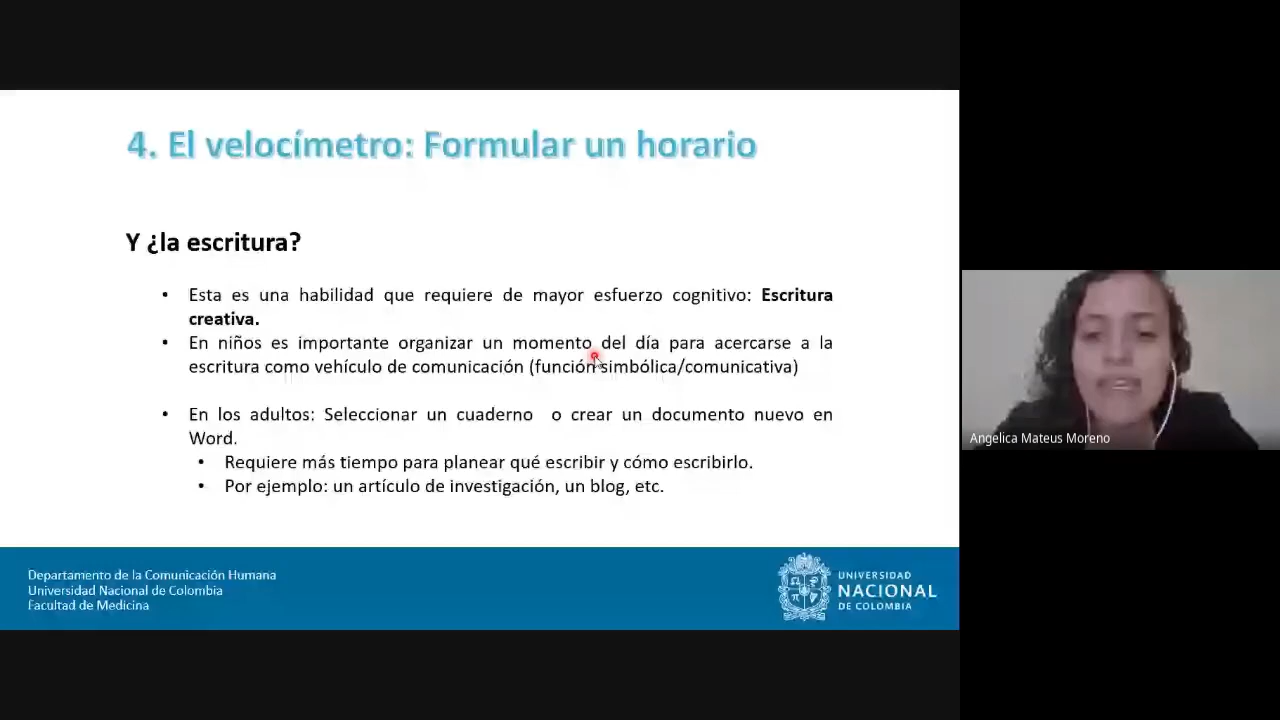 4. El velocímetro: Formular un horario
Y ¿la escritura?
• Esta es una habilidad que requiere de mayor esfuerzo cognitivo: Escritura
creativa.
• En niños es importante organizar un momento del día para acercarse a la
escritura como vehículo de comunicación (función simbólica/comunicativa)
• En los adultos: Seleccionar un cuaderno o crear un documento nuevo en
Word.
• Requiere más tiempo para planear qué escribir y cómo escribirlo.
• Por ejemplo: un artículo de investigación, un blog, etc.
Departamento de la Comunicación Humana
Universidad Nacional de Colombia
Facultad de Medicina
UNIVERSIDAD
NACIONAL
DE COLOMBIA
Angelica Mateus Moreno